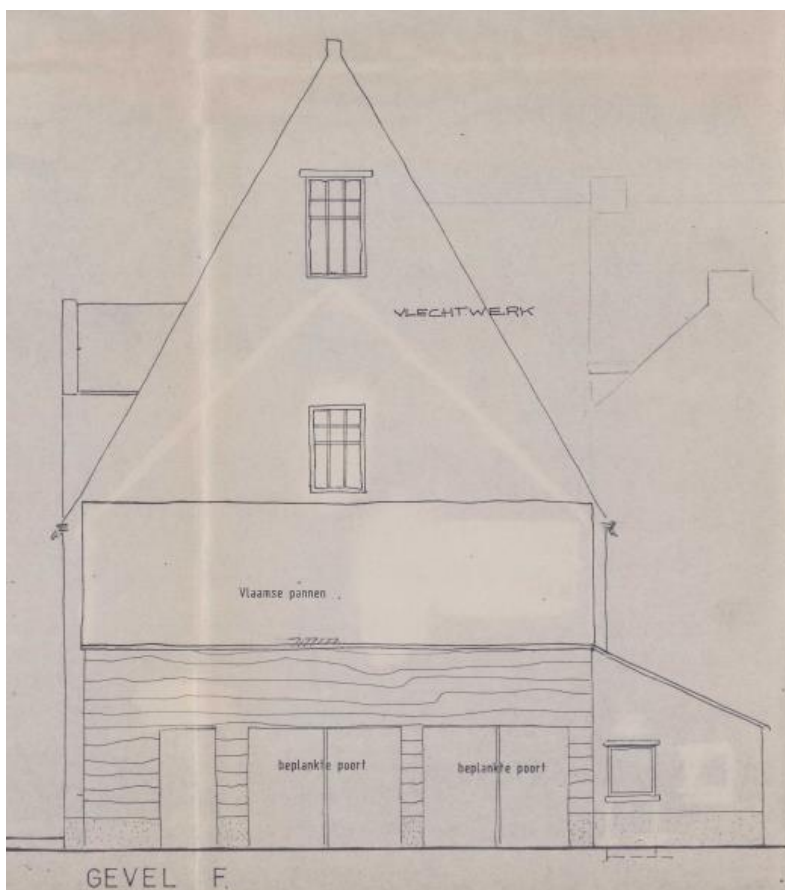 VLECHTWERK
Vlaamse pannen
beplankte poort
beplankte poort
GEVEL F.